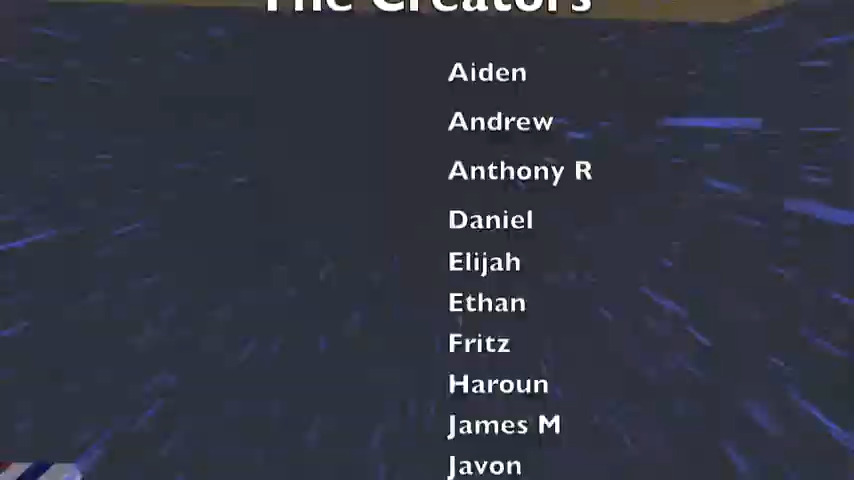 The Creators
Aiden
Andrew
Anthony R
Daniel
Elijah
Ethan
Fritz
Haroun
James M
Javon